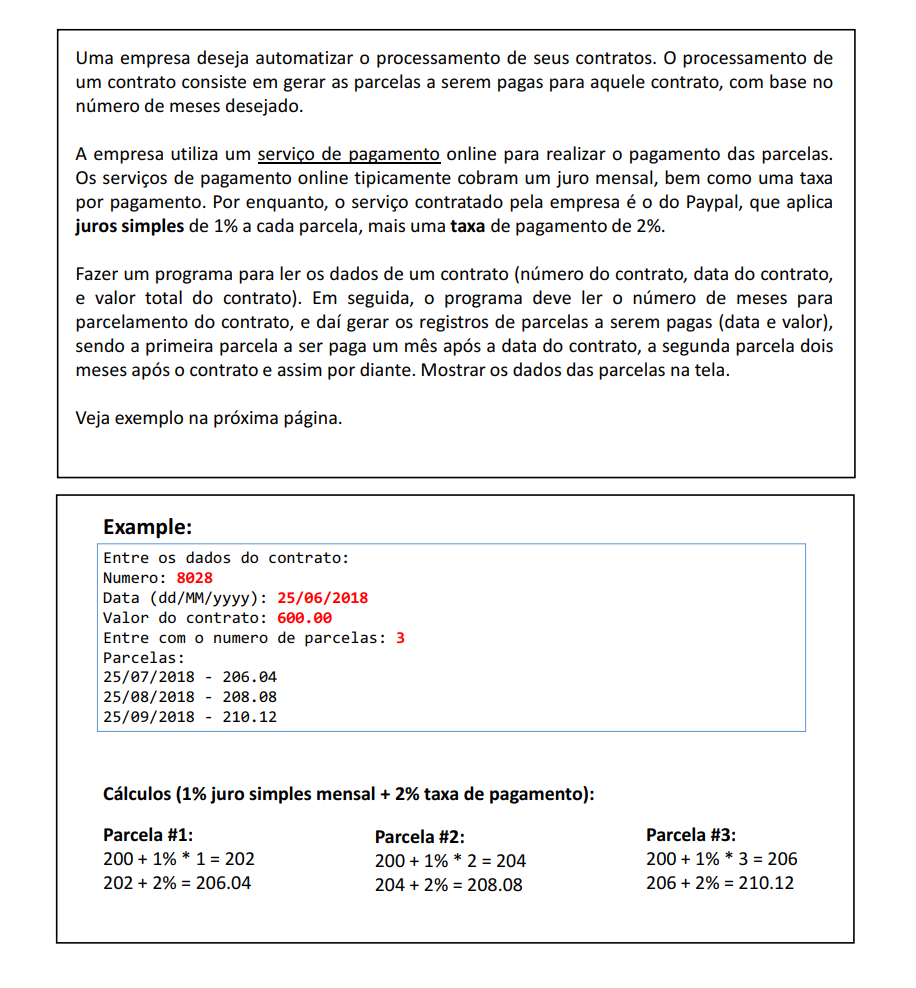 Uma empresa deseja automatizar o processamento de seus contratos. O processamento de
um contrato consiste em gerar as parcelas a serem pagas para aquele contrato, com base no
número de meses desejado.
A empresa utiliza um serviço de pagamento online para realizar o pagamento das parcelas.
Os serviços de pagamento online tipicamente cobram um juro mensal, bem como uma taxa
por pagamento. Por enquanto, o serviço contratado pela empresa é o do Paypal, que aplica
juros simples de 1% a cada parcela, mais uma taxa de pagamento de 2%.
Fazer um programa para ler os dados de um contrato (número do contrato, data do contrato,
e valor total do contrato). Em seguida, o programa deve ler o número de meses para
parcelamento do contrato, e daí gerar os registros de parcelas a serem pagas (data e valor),
sendo a primeira parcela a ser paga um mês após a data do contrato, a segunda parcela dois
meses após o contrato e assim por diante. Mostrar os dados das parcelas na tela.
Veja exemplo na próxima página.
Example:
Entre os dados do contrato:
Numero: 8028
Data (dd/MM/yyyy): 25/06/2018
Valor do contrato: 600.00
Entre com o numero de parcelas: 3
Parcelas:
25/07/2018 - 206.04
25/08/2018 - 208.08
25/09/2018 - 210.12
Cálculos (1% juro simples mensal + 2% taxa de pagamento):
Parcela #1:
200 + 1% * 1 = 202
202 + 2% = 206.04
Parcela #2:
200 + 1% * 2 = 204
204 + 2% = 208.08
Parcela #3:
200 + 1% * 3 = 206
206 + 2% = 210.12